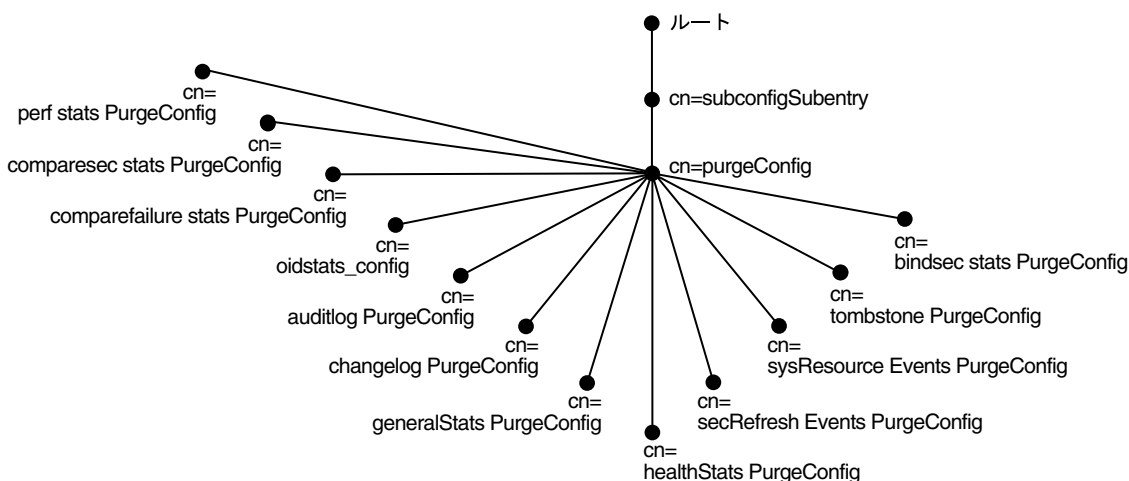 ルート
cn=subconfigSubentry
cn=purgeConfig
cn=
perf stats PurgeConfig
cn=
comparesec stats PurgeConfig
cn=
comparefailure stats PurgeConfig
cn=
oidstats_config
cn=
auditlog PurgeConfig
cn=
changelog PurgeConfig
cn=
generalStats PurgeConfig
cn=
healthStats PurgeConfig
cn=
secRefresh Events PurgeConfig
cn=
sysResource Events PurgeConfig
cn=
tombstone PurgeConfig
cn=
bindsec stats PurgeConfig